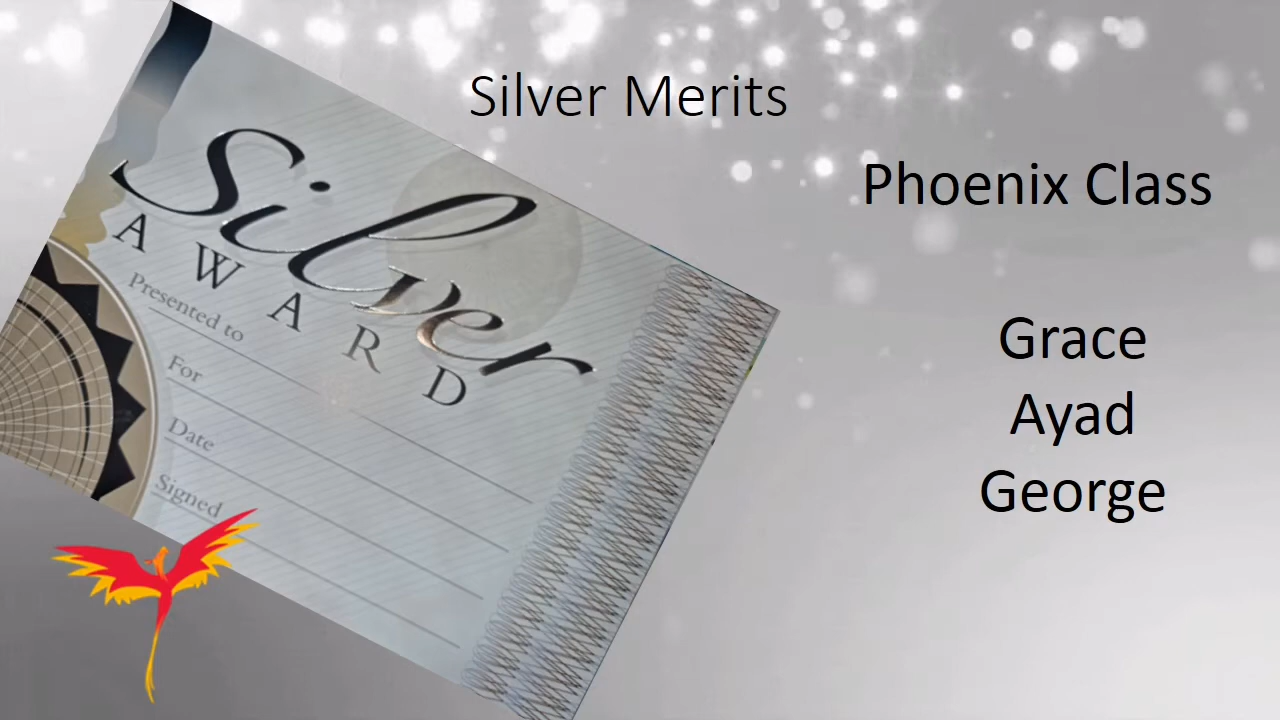 Silver Merits
Phoenix Class
Grace
Ayad
George
Silver
AWARD
Presented to
For
Date
Signed